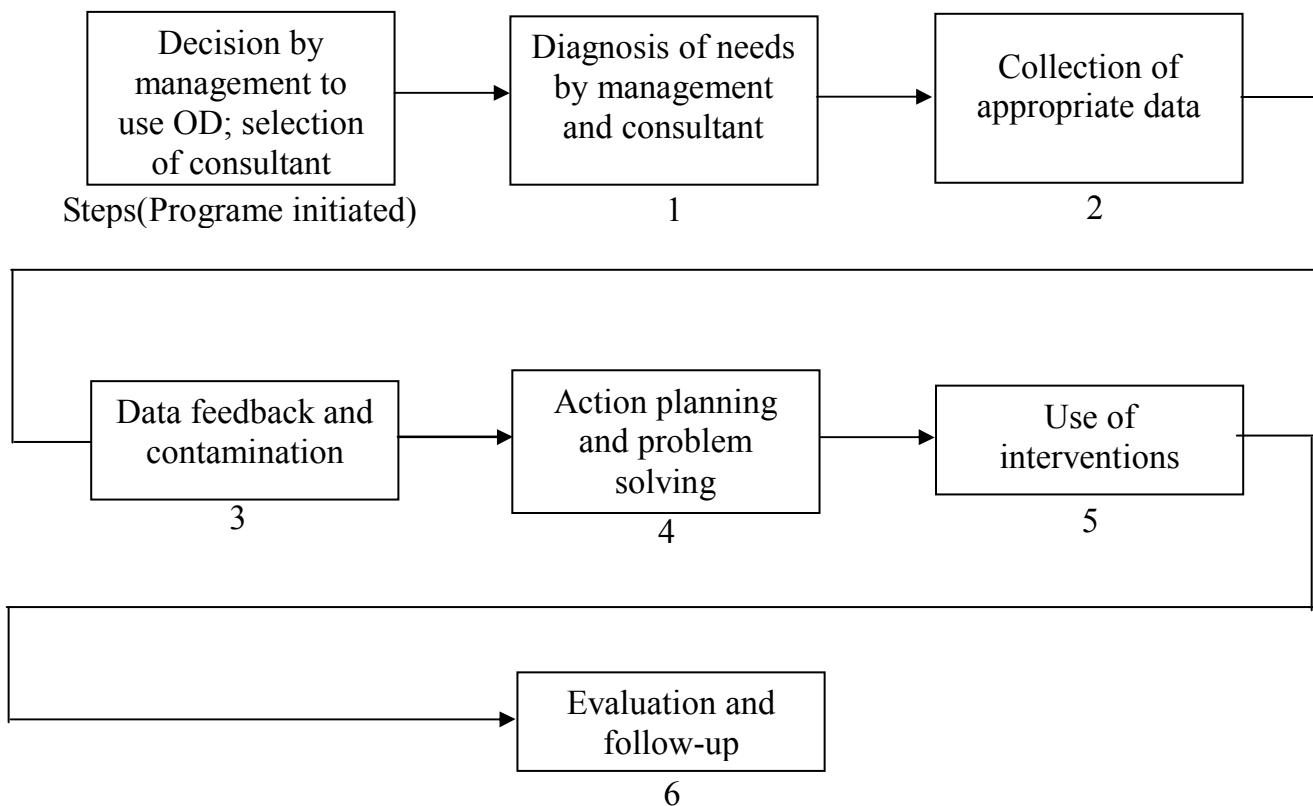 Decision by
management to
use OD; selection
of consultant
Steps(Programe initiated)
Diagnosis of needs
by management
and consultant
1
Collection of
appropriate data
2
Data feedback and
contamination
3
Action planning
and problem
solving
4
Use of
interventions
5
Evaluation and
follow-up
6